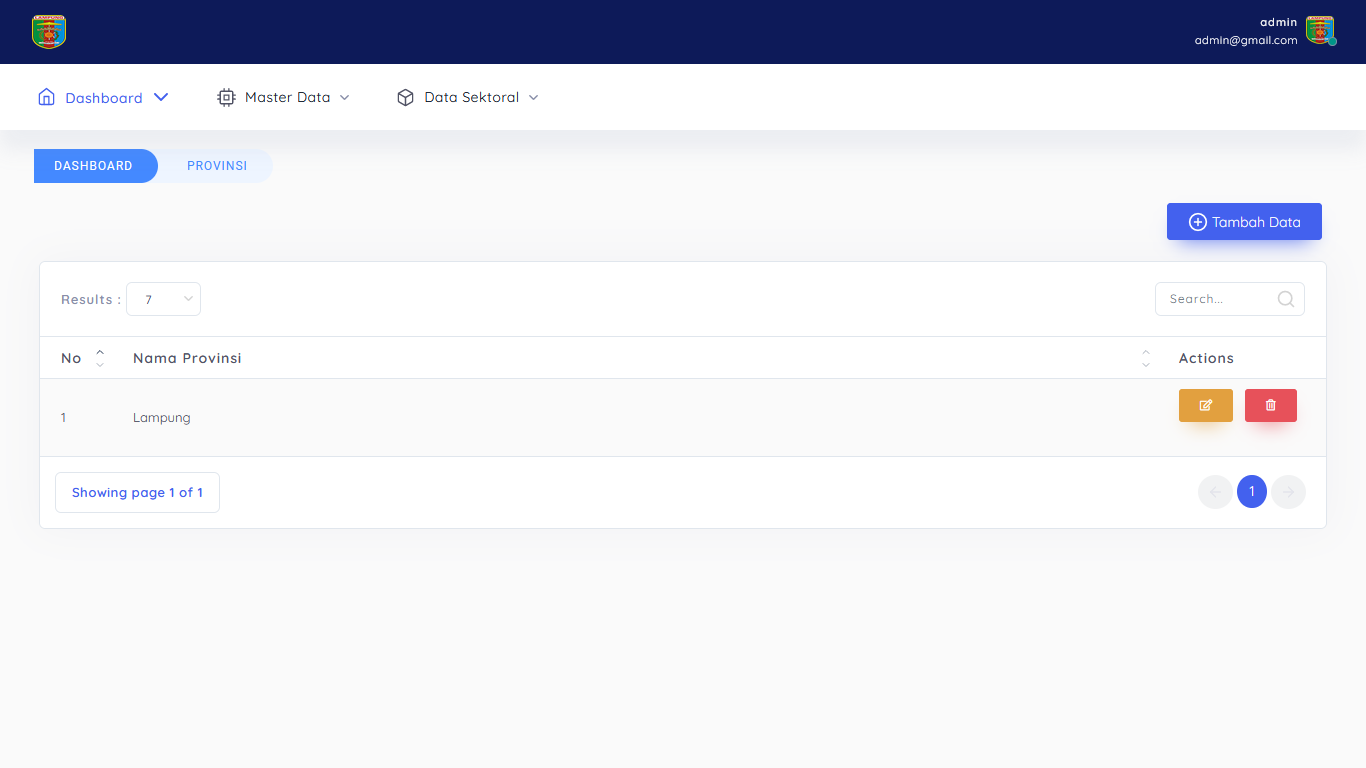 LAMPUNG
admin
admin@gmail.com
Dashboard
Master Data
Data Sektoral
DASHBOARD
PROVINSI
Tambah Data
Results :
7
Search...
No
Nama Provinsi
Actions
1
Lampung
Showing page 1 of 1
1